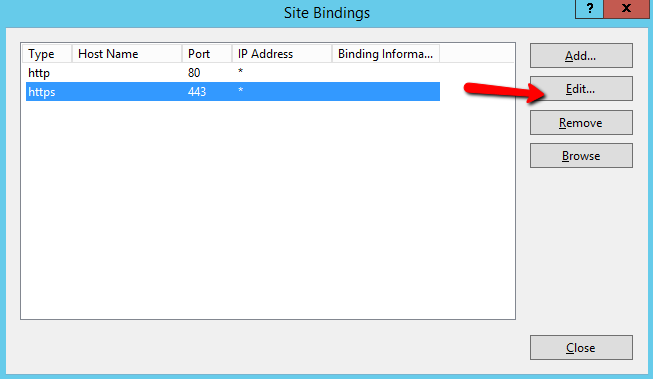 Site Bindings
? x
Type Host Name Port IP Address Binding Informa...
http 80 *
https 443 *
Add...
Edit...
Remove
Browse
Close